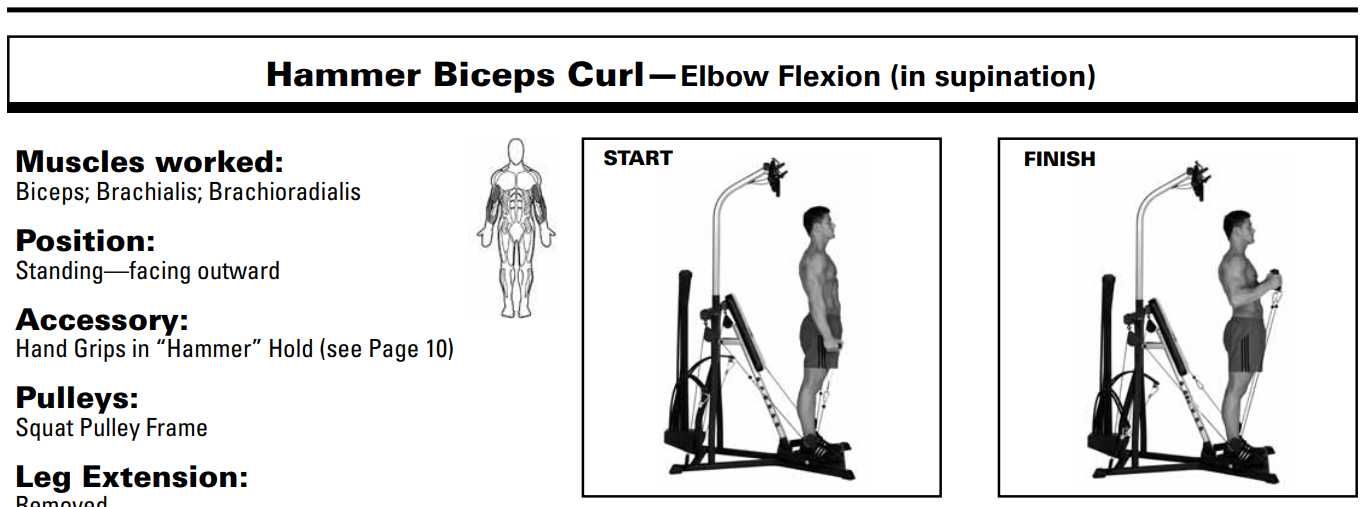 Hammer Biceps Curl—Elbow Flexion (in supination)
Muscles worked:
Biceps; Brachialis; Brachioradialis
Position:
Standing—facing outward
Accessory:
Hand Grips in “Hammer” Hold (see Page 10)
Pulleys:
Squat Pulley Frame
Leg Extension:
Removed
START
FINISH